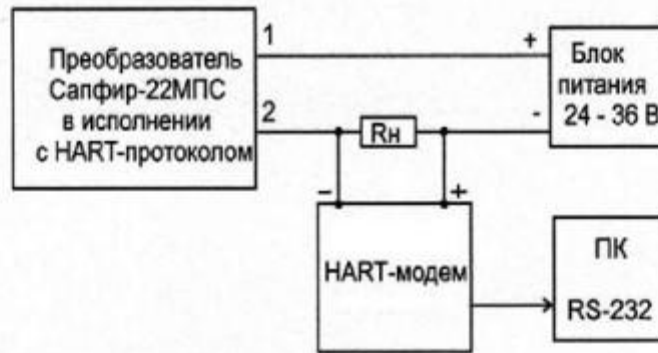 Преобразователь
Сапфир-22МПС
в исполнении
с HART-протоколом
1
2
+
-
Блок
питания
24 - 36 В
Rн
–
+
HART-модем
ПК
RS-232